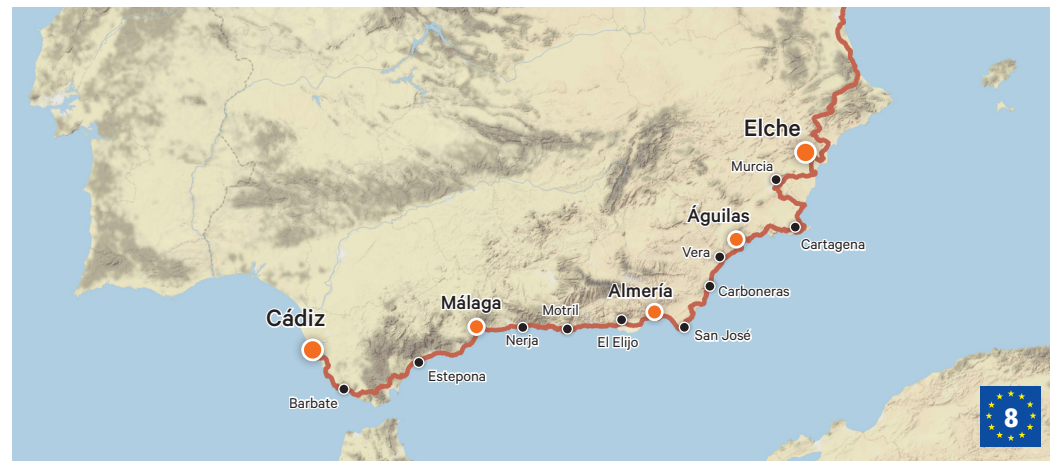 Elche
Murcia
Águilas
Cartagena
Vera
Almería
Carboneras
Málaga
Motril
Cádiz
San José
Nerja
El Elijo
Estepona
Barbate
8